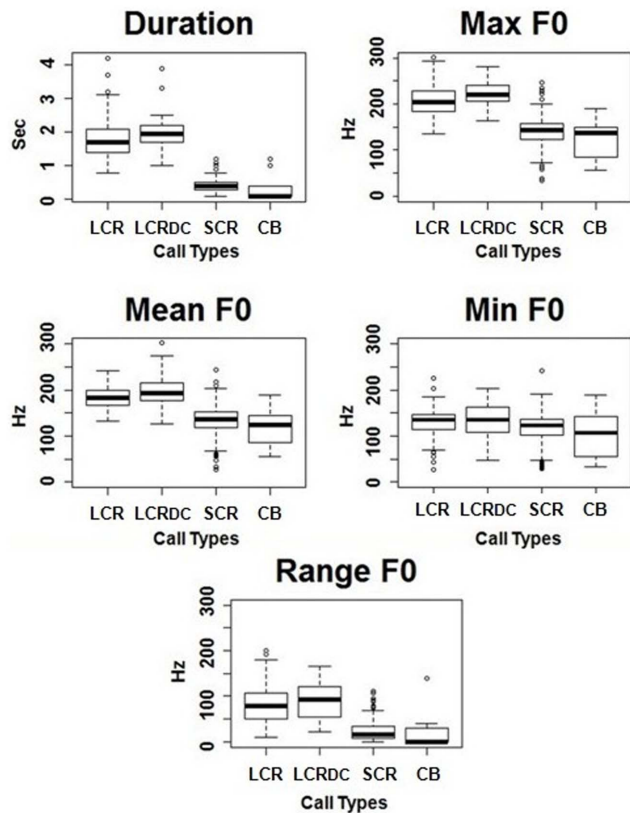 Duration
Sec
0 1 2 3 4
LCR LCRDC SCR CB
Call Types
Max F0
Hz
0 100 200 300
LCR LCRDC SCR CB
Call Types
Mean F0
Hz
0 100 200 300
LCR LCRDC SCR CB
Call Types
Min F0
Hz
0 100 200 300
LCR LCRDC SCR CB
Call Types
Range F0
Hz
0 100 200 300
LCR LCRDC SCR CB
Call Types